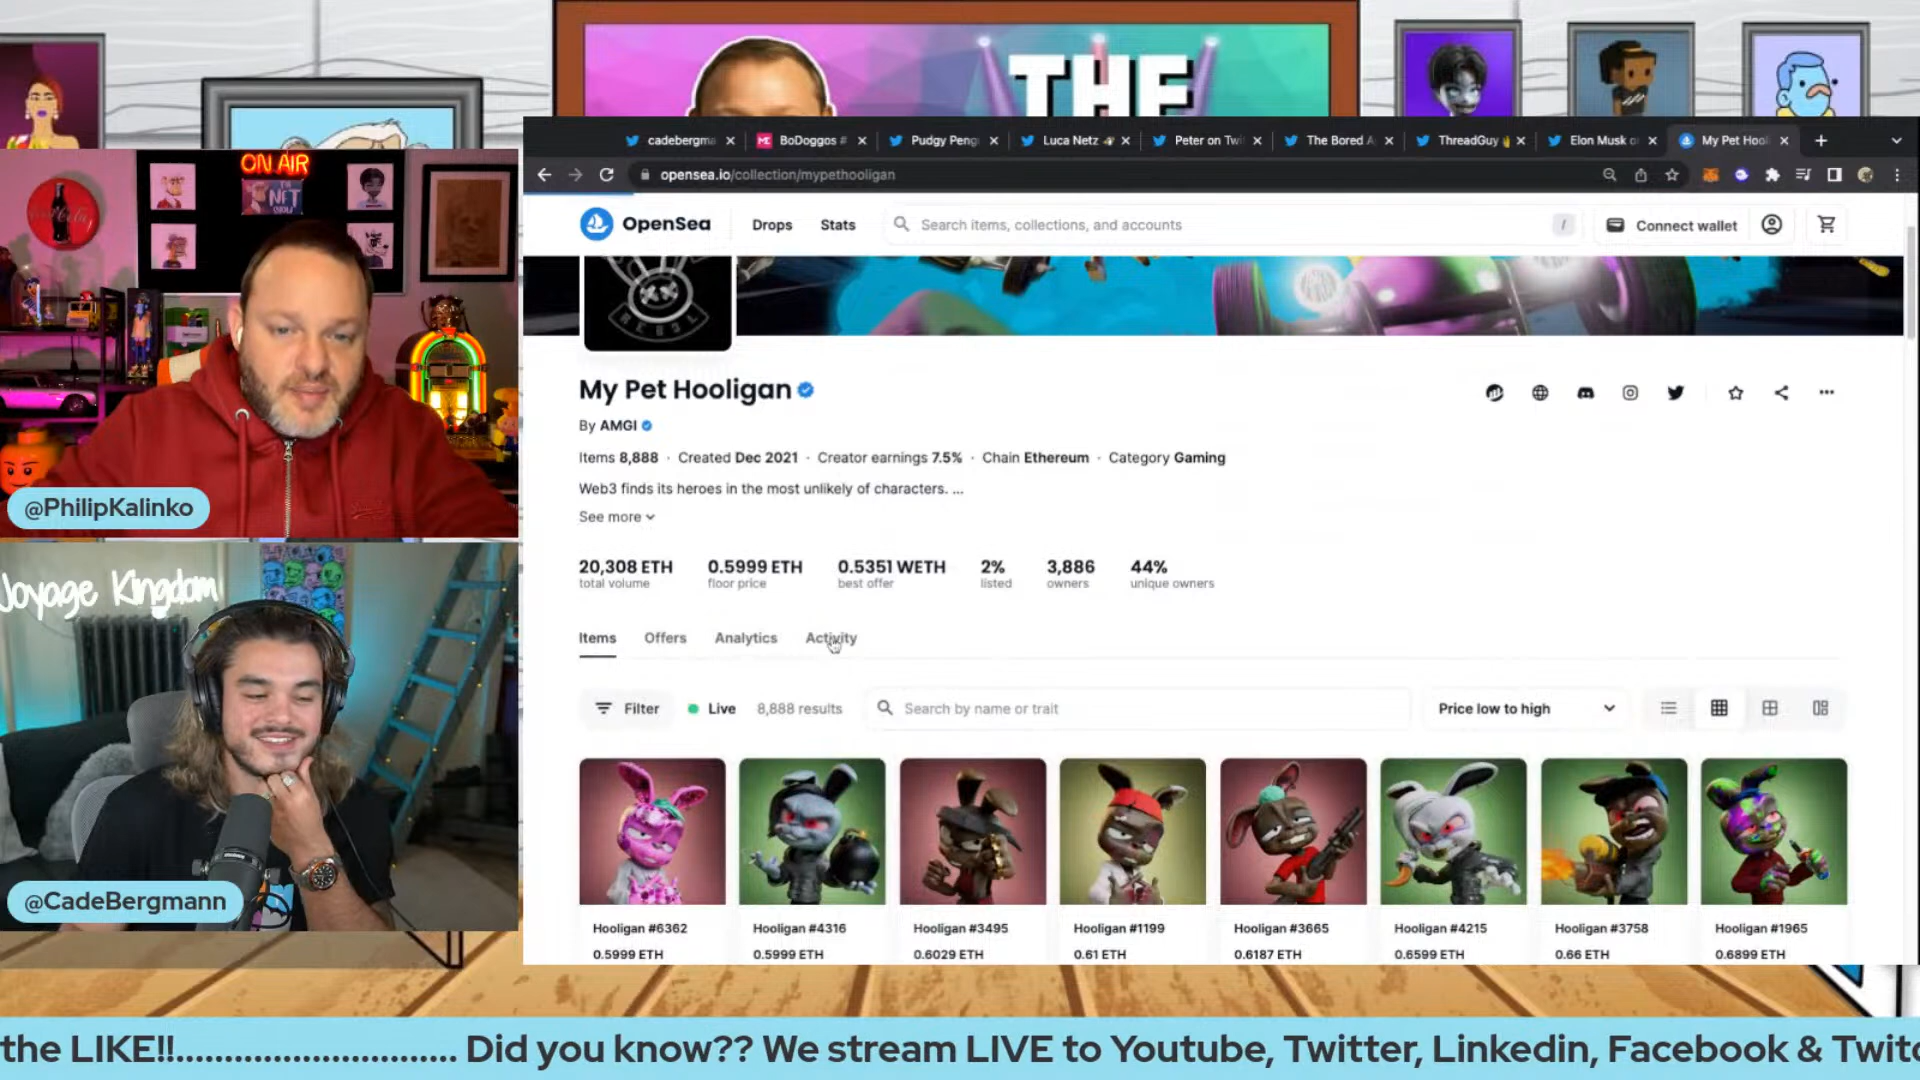 THE
cadebergma
BoDoggos #
Pudgy Peng
Luca Netz
Peter on Twi
The Bored A
ThreadGuy
Elon Musk o
My Pet Hool
opensea.io/collection/mypethooligan
OpenSea
Drops
Stats
Search items, collections, and accounts
/
Connect wallet
REBEL
My Pet Hooligan
By AMGI
Items 8,888 · Created Dec 2021 · Creator earnings 7.5% · Chain Ethereum · Category Gaming
Web3 finds its heroes in the most unlikely of characters. ...
See more
20,308 ETH
total volume
0.5999 ETH
floor price
0.5351 WETH
best offer
2%
listed
3,886
owners
44%
unique owners
Items
Offers
Analytics
Activity
Filter
Live
8,888 results
Search by name or trait
Price low to high
Hooligan #6362
0.5999 ETH
Hooligan #4316
0.5999 ETH
Hooligan #3495
0.6029 ETH
Hooligan #1199
0.61 ETH
Hooligan #3665
0.6187 ETH
Hooligan #4215
0.6599 ETH
Hooligan #3758
0.66 ETH
Hooligan #1965
0.6899 ETH
ON AIR
THE
NFT
SHOW
Coca-Cola
@PhilipKalinko
Voyage Kingdom
@CadeBergmann
the LIKE!!............................ Did you know?? We stream LIVE to Youtube, Twitter, Linkedin, Facebook & Twitc